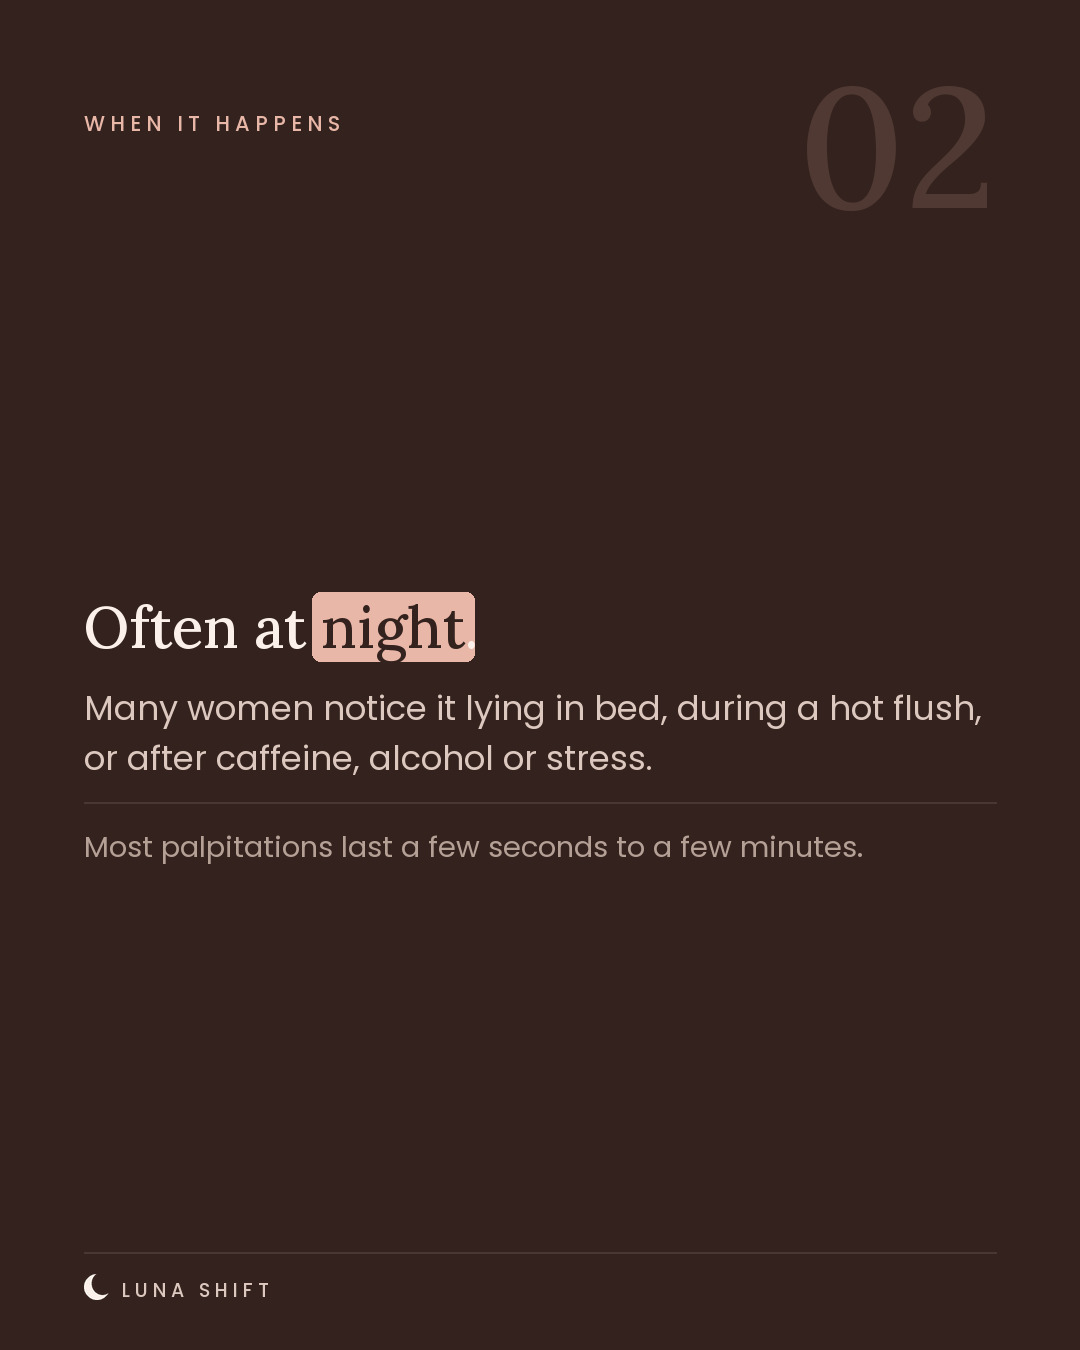 WHEN IT HAPPENS
02
Often at night.
Many women notice it lying in bed, during a hot flush,
or after caffeine, alcohol or stress.
Most palpitations last a few seconds to a few minutes.
LUNA SHIFT